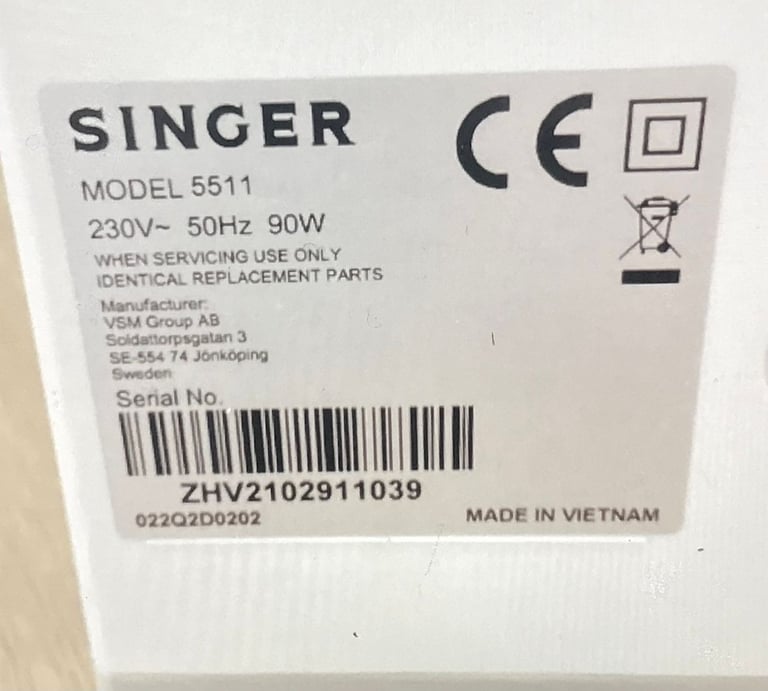 SINGER
CE
MODEL 5511
230V~ 50Hz 90W
WHEN SERVICING USE ONLY
IDENTICAL REPLACEMENT PARTS
Manufacturer:
VSM Group AB
Soldattorpsgatan 3
SE-554 74 Jönköping
Sweden
Serial No.
ZHV2102911039
022Q2D0202
MADE IN VIETNAM